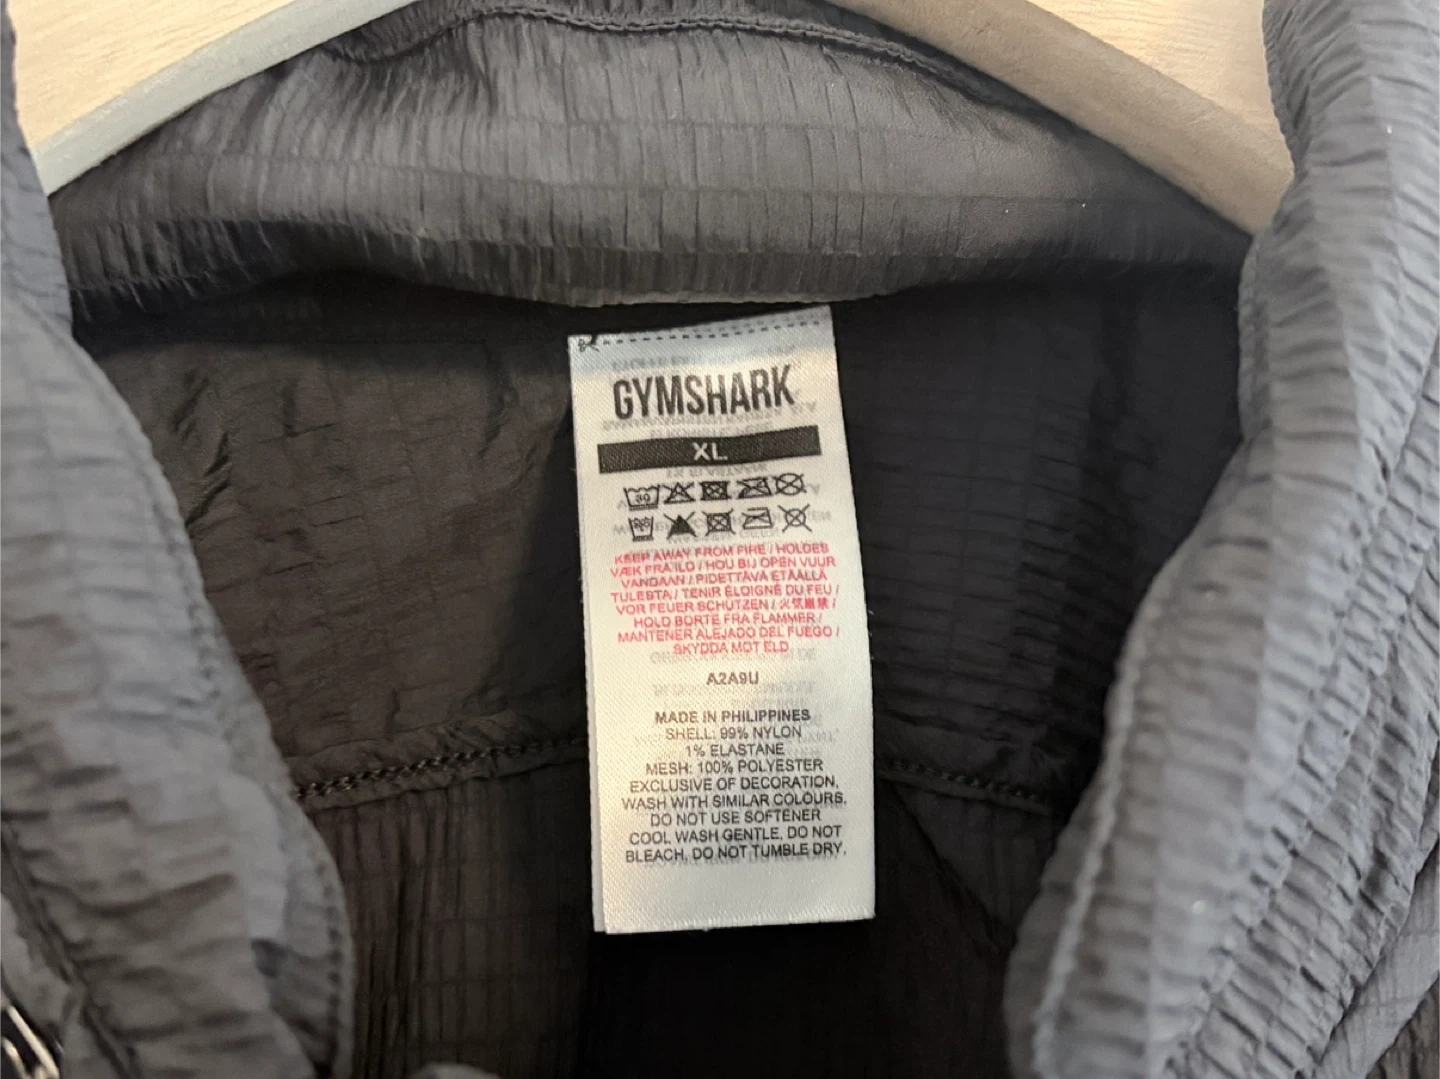 GYMSHARK
XL
30
KEEP AWAY FROM FIRE / HOLDES
VÆK FRA ILD / HOU BIJ OPEN VUUR
VANDAAN / PIDETTÄVÄ ETÄÄLLÄ
TULESTA / TENIR ÉLOIGNÉ DU FEU /
VOR FEUER SCHÜTZEN / 火気厳禁 /
HOLD BORTE FRA FLAMMER /
MANTENER ALEJADO DEL FUEGO /
SKYDDA MOT ELD
A2A9U
MADE IN PHILIPPINES
SHELL: 99% NYLON
1% ELASTANE
MESH: 100% POLYESTER
EXCLUSIVE OF DECORATION.
WASH WITH SIMILAR COLOURS.
DO NOT USE SOFTENER
COOL WASH GENTLE, DO NOT
BLEACH, DO NOT TUMBLE DRY,